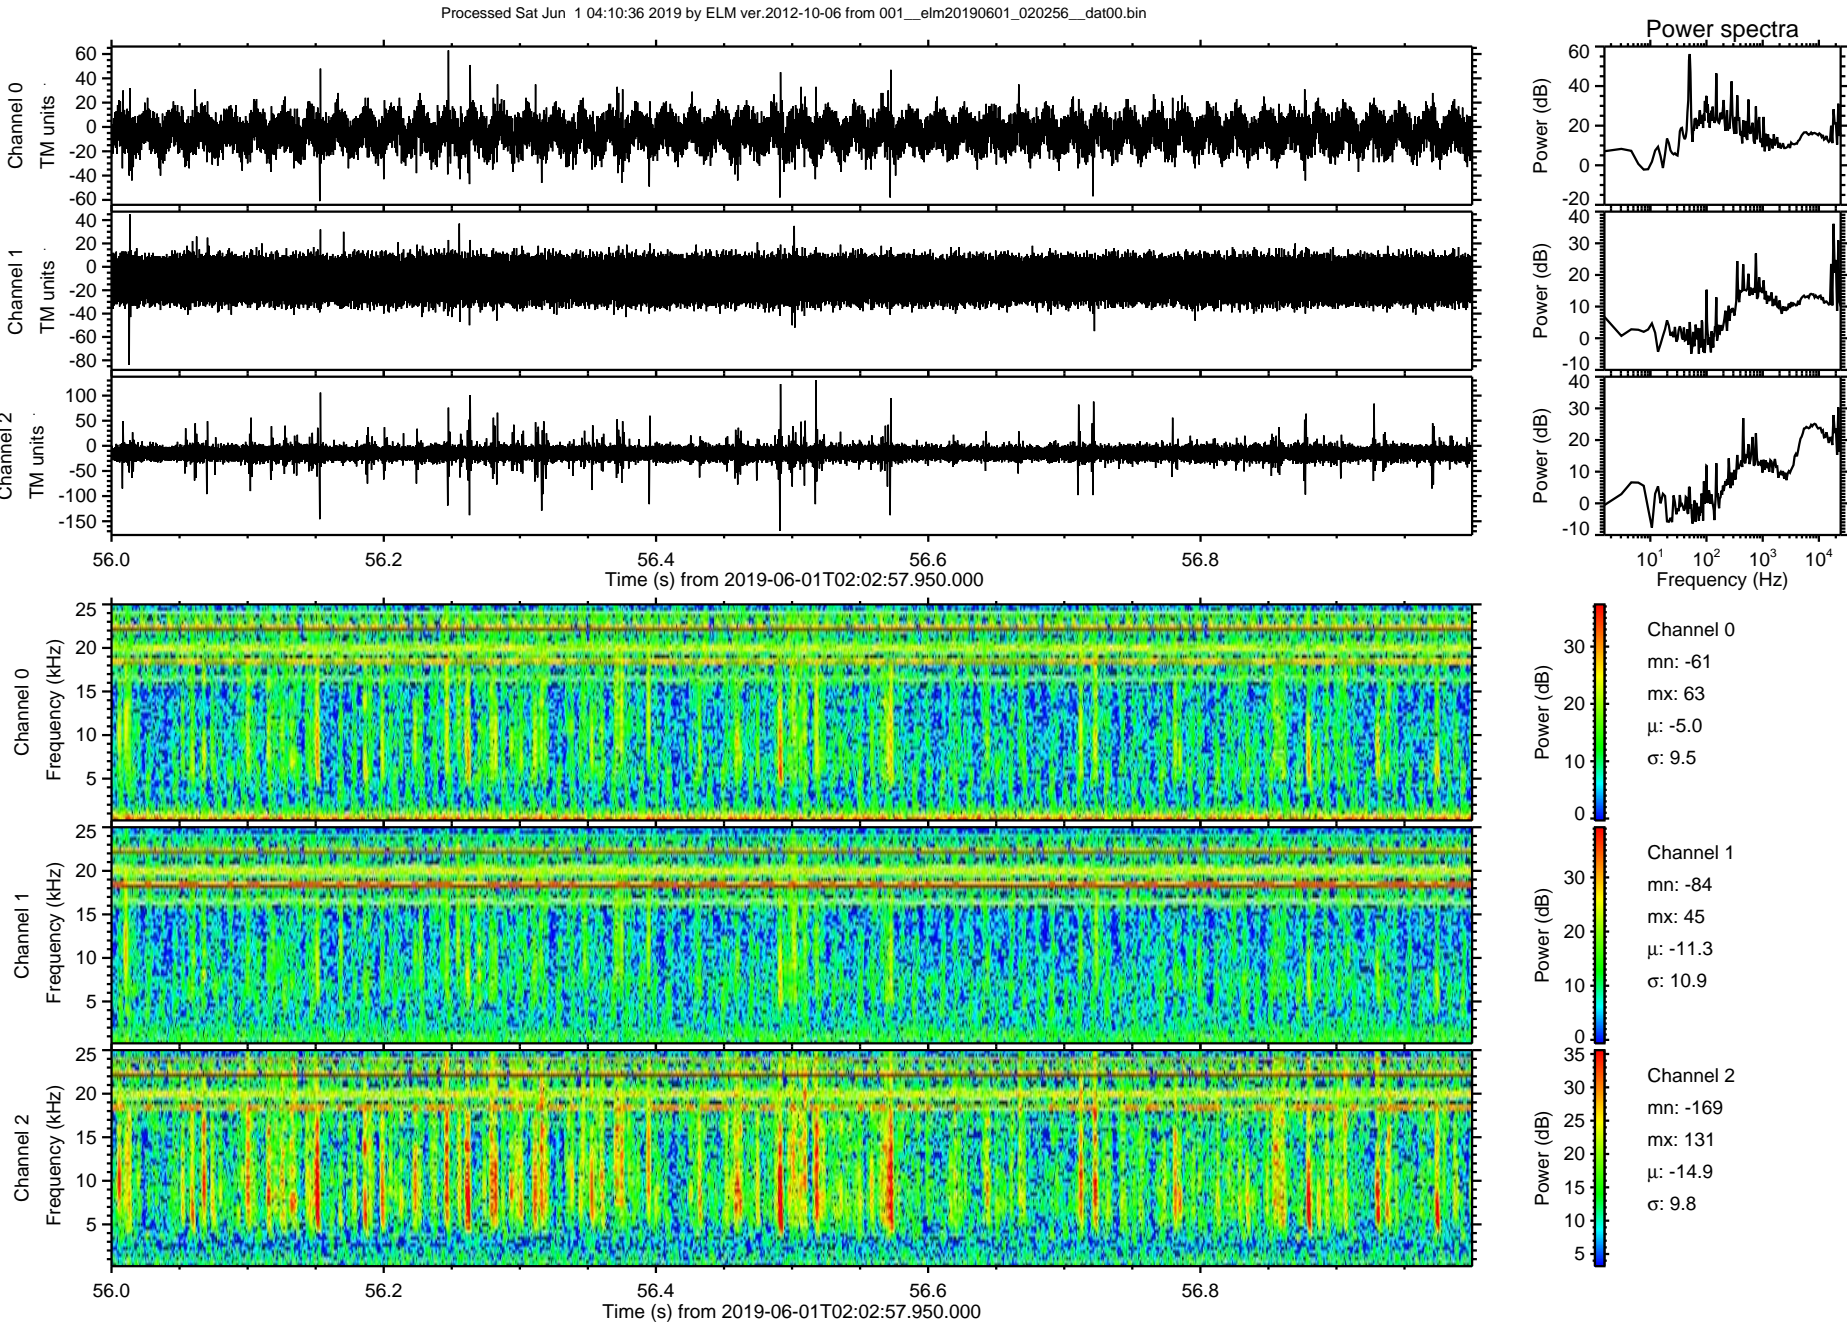 Processed Sat Jun  1 04:10:36 2019 by ELM ver.2012-10-06 from 001__elm20190601_020256__dat00.bin
Power spectra
Channel 0
TM units
60
40
20
0
-20
-40
-60
Power (dB)
60
40
20
0
-20
Channel 1
TM units
40
20
0
-20
-40
-60
-80
Power (dB)
40
30
20
10
0
-10
Channel 2
TM units
100
50
0
-50
-100
-150
Power (dB)
40
30
20
10
0
-10
56.0 56.2 56.4 56.6 56.8
Time (s) from 2019-06-01T02:02:57.950.000
10¹ 10² 10³ 10⁴
Frequency (Hz)
Channel 0
Frequency (kHz)
25
20
15
10
5
Power (dB)
30
20
10
0
Channel 0
mn: -61
mx: 63
μ: -5.0
σ: 9.5
Channel 1
Frequency (kHz)
25
20
15
10
5
Power (dB)
30
20
10
0
Channel 1
mn: -84
mx: 45
μ: -11.3
σ: 10.9
Channel 2
Frequency (kHz)
25
20
15
10
5
Power (dB)
35
30
25
20
15
10
5
Channel 2
mn: -169
mx: 131
μ: -14.9
σ: 9.8
56.0 56.2 56.4 56.6 56.8
Time (s) from 2019-06-01T02:02:57.950.000